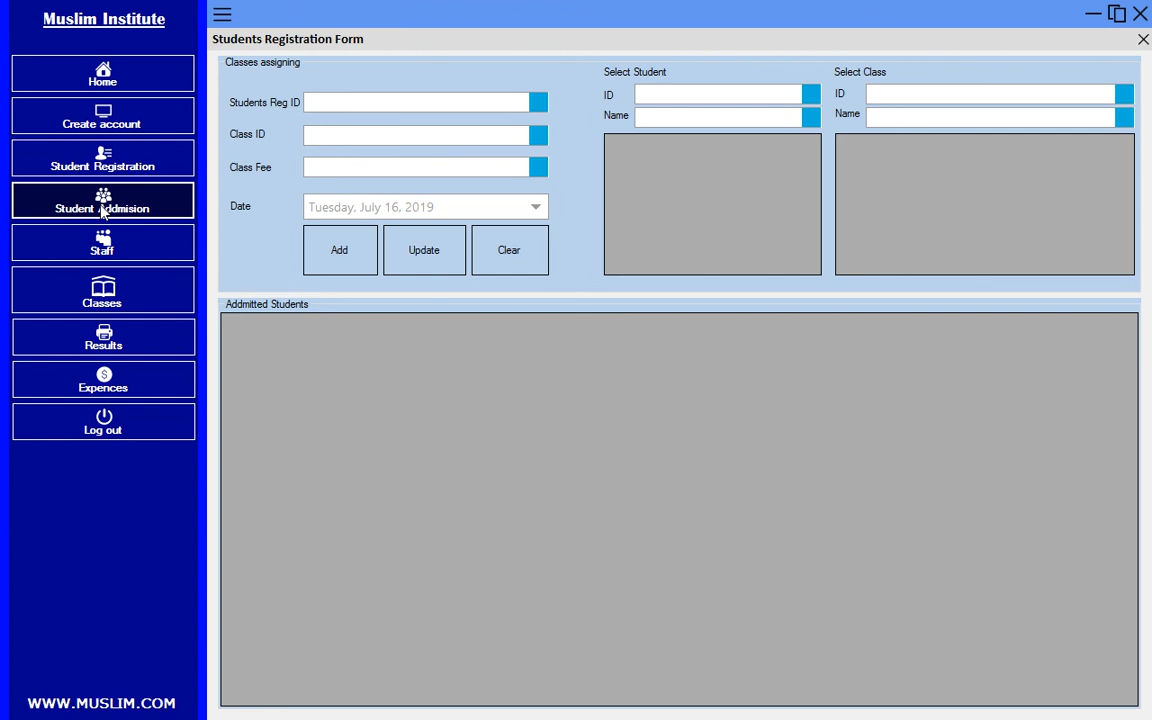 Muslim Institute
Home
Create account
Student Registration
Student Addmision
Staff
Classes
Results
Expences
Log out
WWW.MUSLIM.COM
Students Registration Form
Classes assigning
Students Reg ID
Class ID
Class Fee
Date
Tuesday, July 16, 2019
Add Update Clear
Select Student
ID
Name
Select Class
ID
Name
Addmitted Students